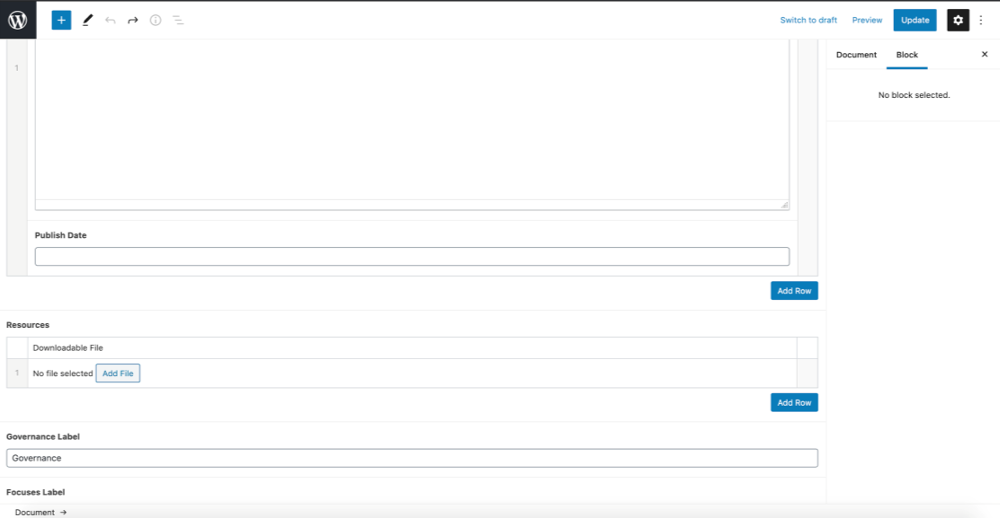 Switch to draft
Preview
Update
Document
Block
No block selected.
1
Publish Date
Add Row
Resources
Downloadable File
1
No file selected
Add File
Add Row
Governance Label
Governance
Focuses Label
Document →